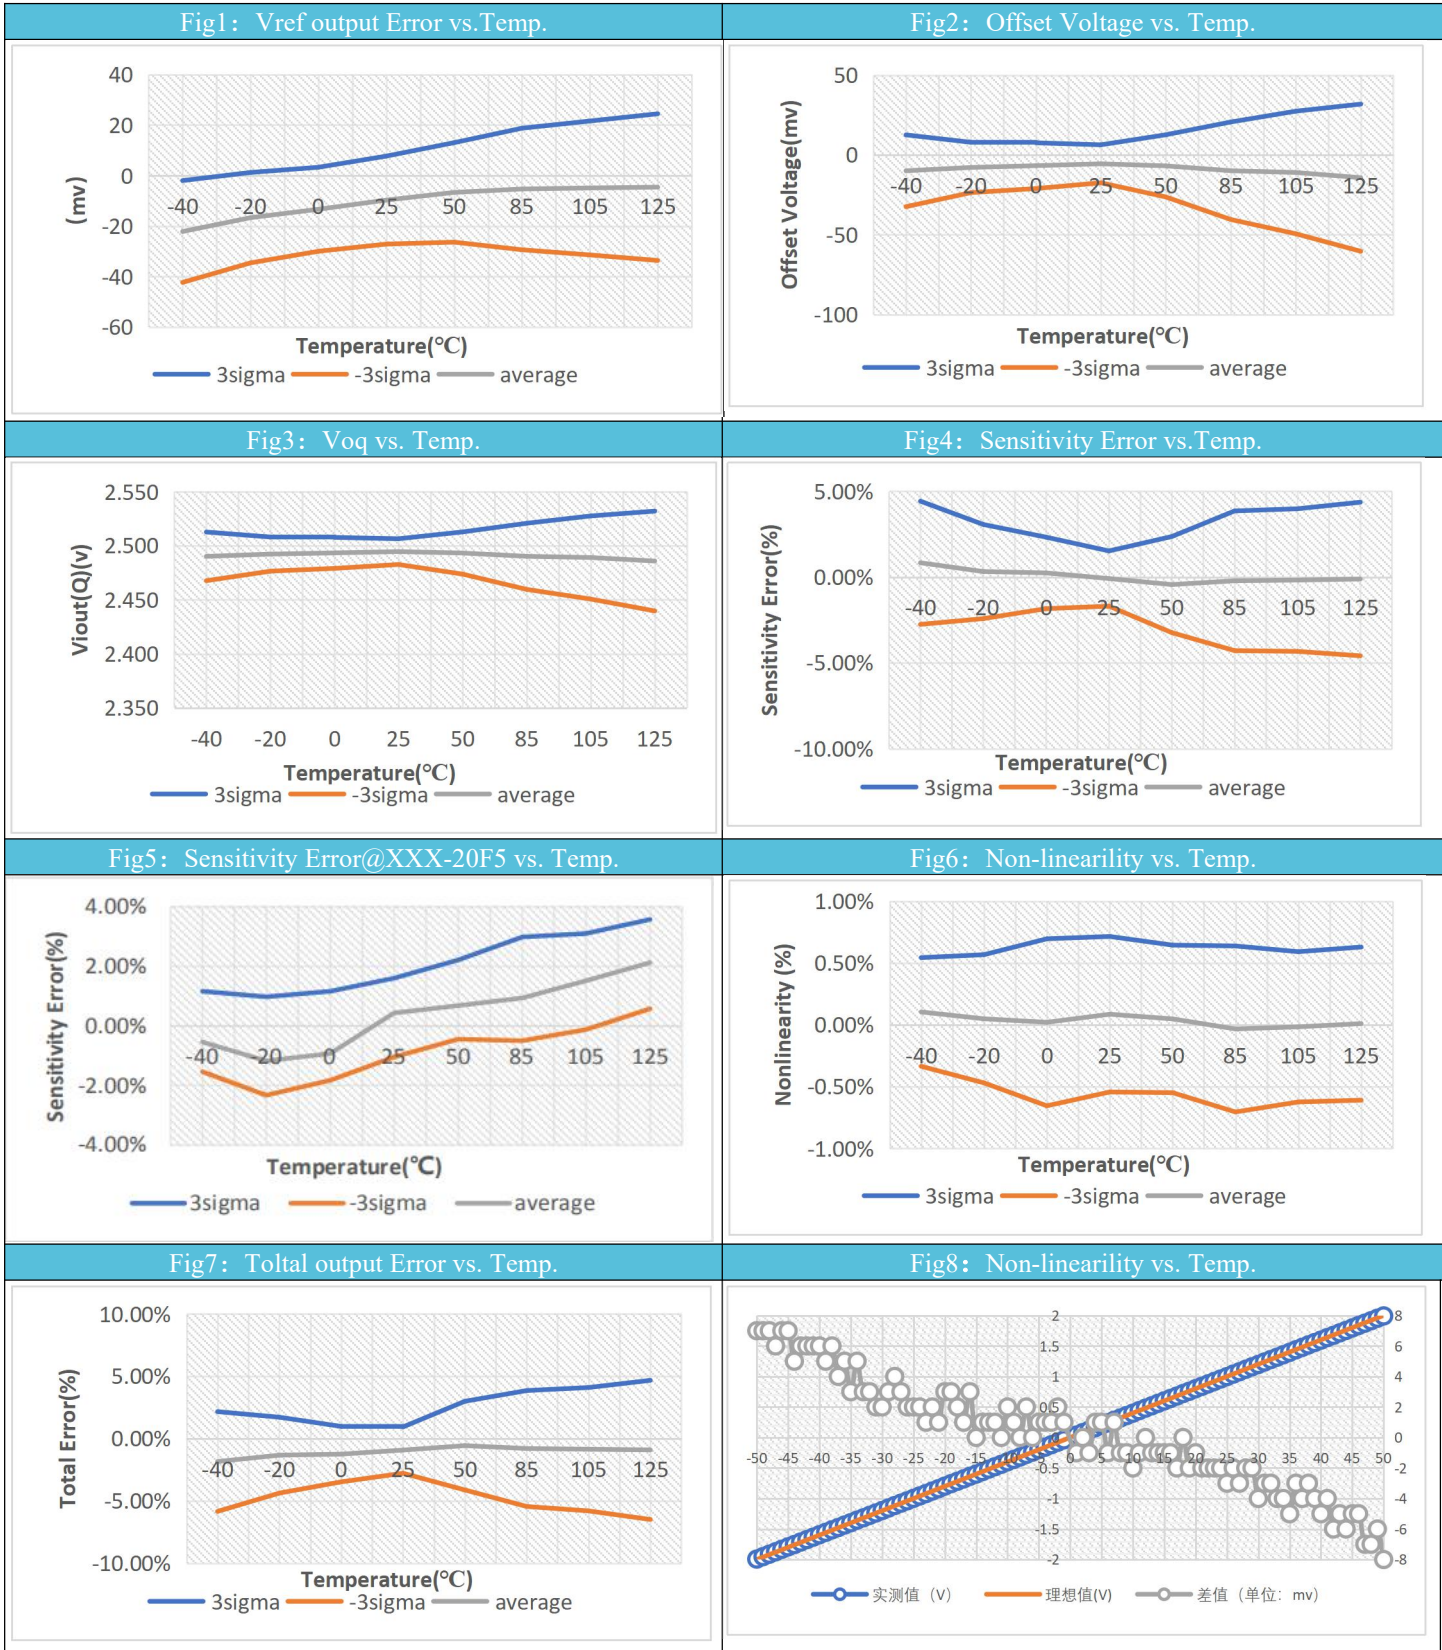 Fig1： Vref output Error vs.Temp.
40
20
0
-20
-40
-60
(mv)
-40 -20 0 25 50 85 105 125
Temperature(℃)
3sigma -3sigma average
Fig2： Offset Voltage vs. Temp.
50
0
-50
-100
Offset Voltage(mv)
-40 -20 0 25 50 85 105 125
Temperature(℃)
3sigma -3sigma average
Fig3： Voq vs. Temp.
2.550
2.500
2.450
2.400
2.350
Viout(Q)(v)
-40 -20 0 25 50 85 105 125
Temperature(℃)
3sigma -3sigma average
Fig4： Sensitivity Error vs.Temp.
5.00%
0.00%
-5.00%
-10.00%
Sensitivity Error(%)
-40 -20 0 25 50 85 105 125
Temperature(℃)
3sigma -3sigma average
Fig5： Sensitivity Error@XXX-20F5 vs. Temp.
4.00%
2.00%
0.00%
-2.00%
-4.00%
Sensitivity Error(%)
-40 -20 0 25 50 85 105 125
Temperature(℃)
3sigma -3sigma average
Fig6： Non-linearility vs. Temp.
1.00%
0.50%
0.00%
-0.50%
-1.00%
Nonlinearity (%)
-40 -20 0 25 50 85 105 125
Temperature(℃)
3sigma -3sigma average
Fig7： Toltal output Error vs. Temp.
10.00%
5.00%
0.00%
-5.00%
-10.00%
Total Error(%)
-40 -20 0 25 50 85 105 125
Temperature(℃)
3sigma -3sigma average
Fig8： Non-linearility vs. Temp.
2
1.5
1
0.5
0
-0.5
-1
-1.5
-2
8
6
4
2
0
-2
-4
-6
-8
-50 -45 -40 -35 -30 -25 -20 -15 -10 -5 0 5 10 15 20 25 30 35 40 45 50
实测值（V） 理想值(V) 差值（单位：mv）